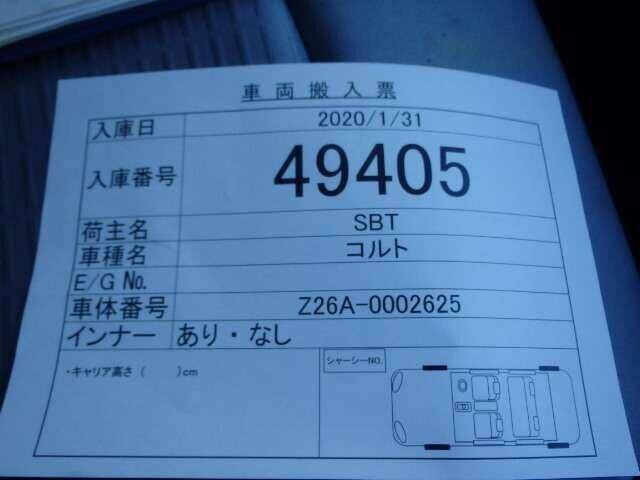 車両搬入票
入庫日 2020/1/31
入庫番号 49405
荷主名 SBT
車種名 コルト
E/G No.
車体番号 Z26A-0002625
インナー あり・なし
・キャリア高さ ( )cm
シャーシーNO.